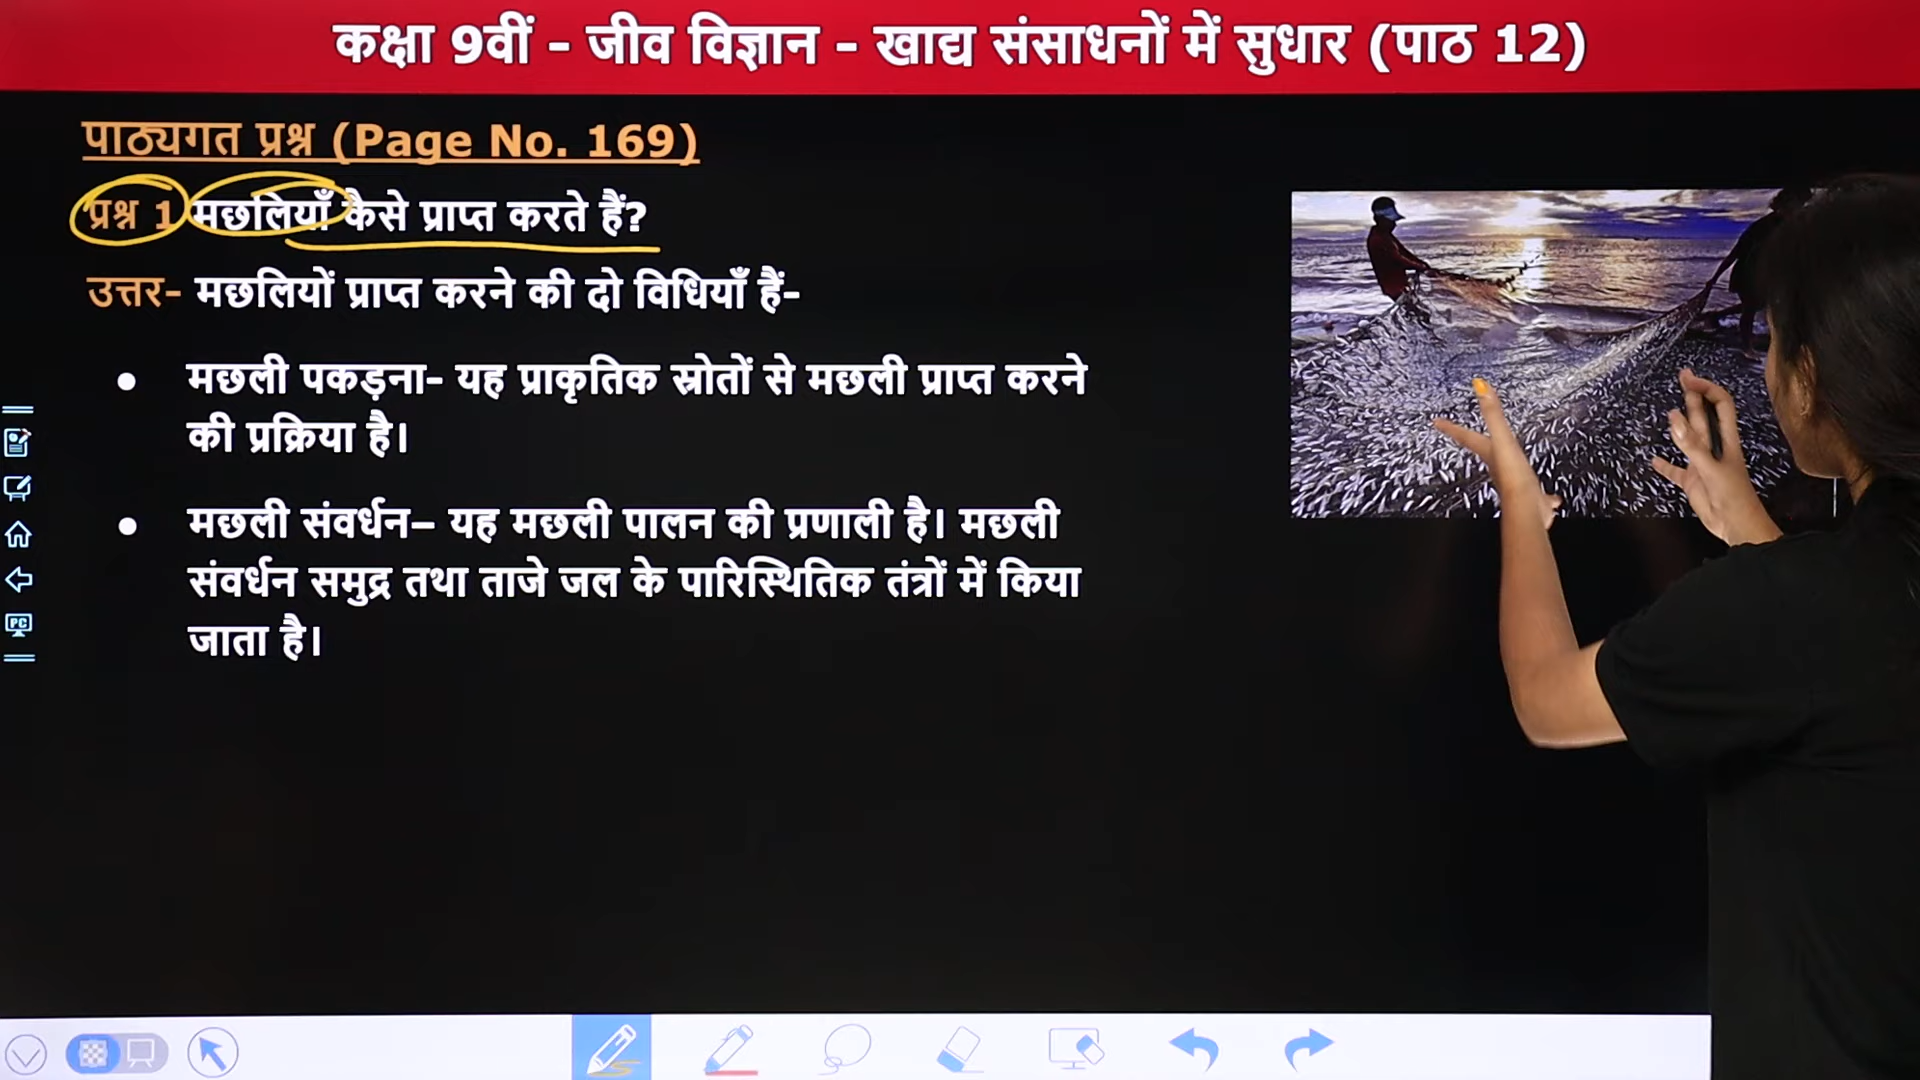 कक्षा 9वीं - जीव विज्ञान - खाद्य संसाधनों में सुधार (पाठ 12)
पाठ्यगत प्रश्न (Page No. 169)
प्रश्न 1 मछलियाँ कैसे प्राप्त करते हैं?
उत्तर- मछलियों प्राप्त करने की दो विधियाँ हैं-
● मछली पकड़ना- यह प्राकृतिक स्रोतों से मछली प्राप्त करने
की प्रक्रिया है।
● मछली संवर्धन– यह मछली पालन की प्रणाली है। मछली
संवर्धन समुद्र तथा ताजे जल के पारिस्थितिक तंत्रों में किया
जाता है।
PC